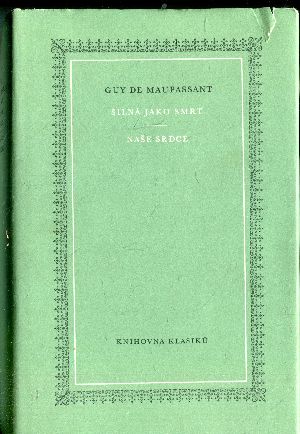 GUY DE MAUPASSANT
SILNÁ JAKO SMRT
NAŠE SRDCE
KNIHOVNA KLASIKŮ